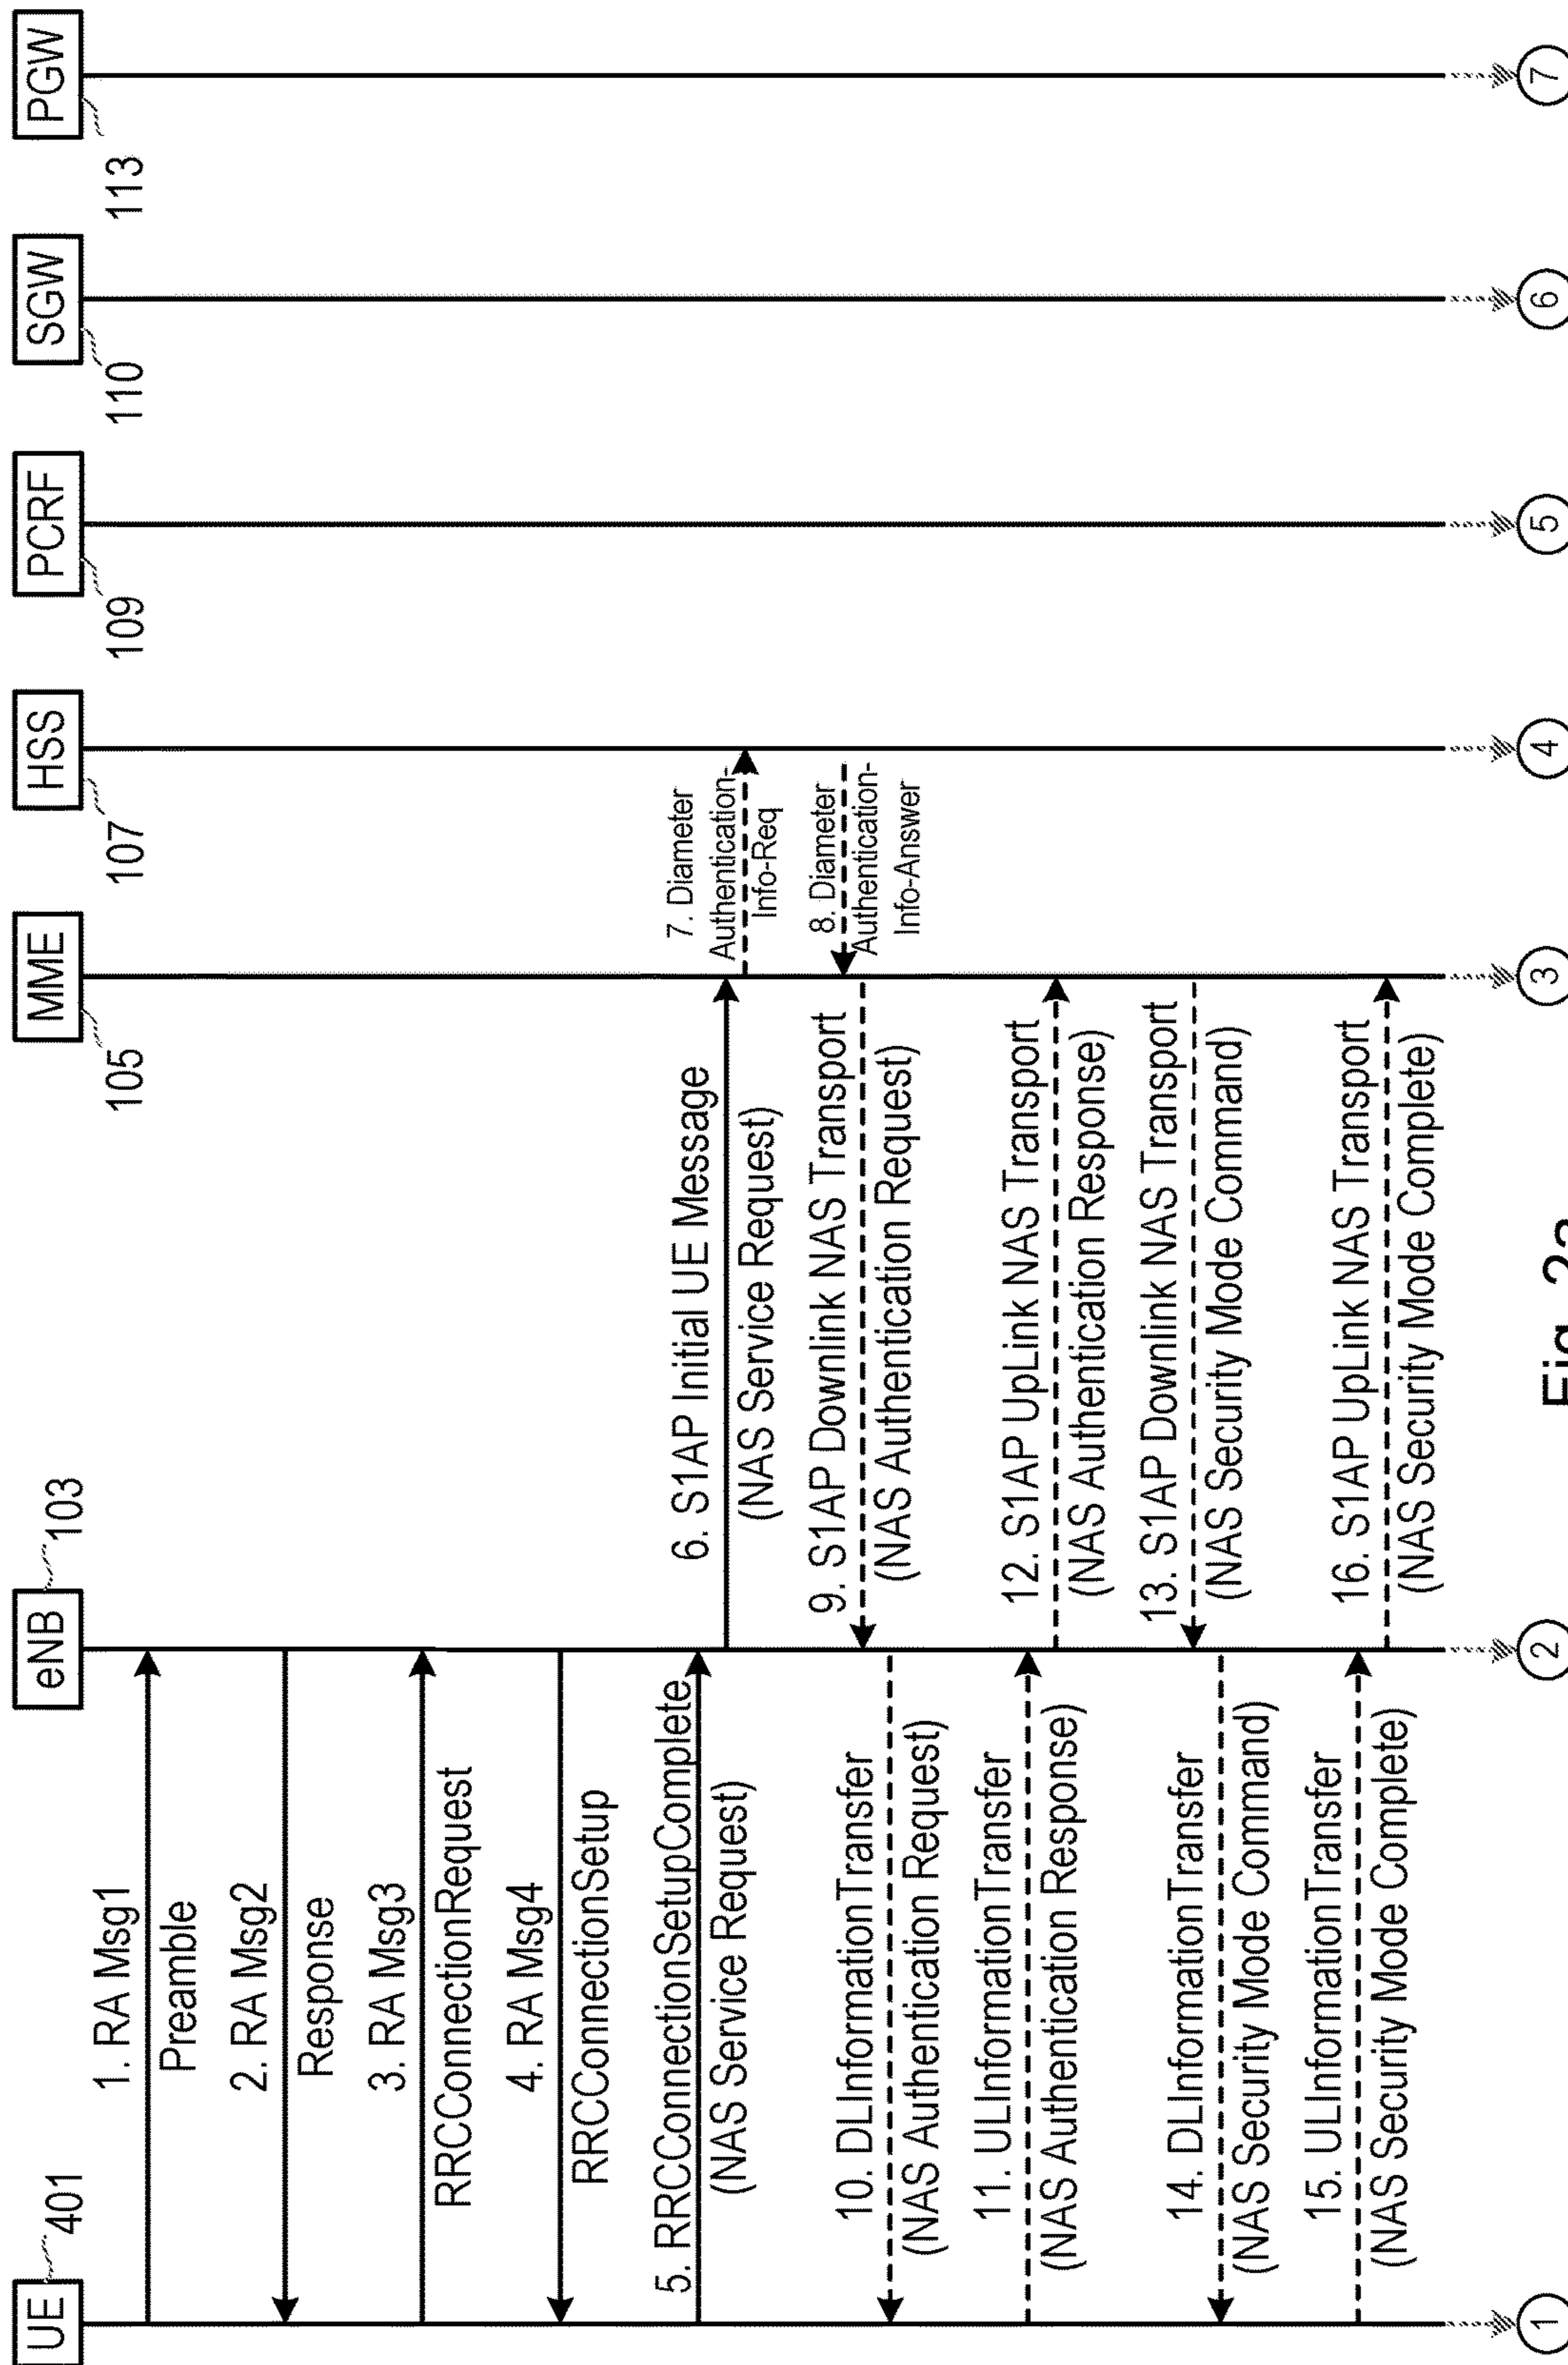 UE
401
eNB
103
MME
105
HSS
107
PCRF
109
SGW
110
PGW
113
1. RA Msg1
Preamble
2. RA Msg2
Response
3. RA Msg3
RRCConnectionRequest
4. RA Msg4
RRCConnectionSetup
5. RRCConnectionSetupComplete
(NAS Service Request)
6. S1AP Initial UE Message
(NAS Service Request)
7. Diameter
Authentication-
Info-Req
8. Diameter
Authentication-
Info-Answer
9. S1AP Downlink NAS Transport
(NAS Authentication Request)
10. DLInformationTransfer
(NAS Authentication Request)
11. ULInformationTransfer
(NAS Authentication Response)
12. S1AP UpLink NAS Transport
(NAS Authentication Response)
13. S1AP Downlink NAS Transport
(NAS Security Mode Command)
14. DLInformationTransfer
(NAS Security Mode Command)
15. ULInformationTransfer
(NAS Security Mode Complete)
16. S1AP UpLink NAS Transport
(NAS Security Mode Complete)
1
2
3
4
5
6
7
Fig. 2a